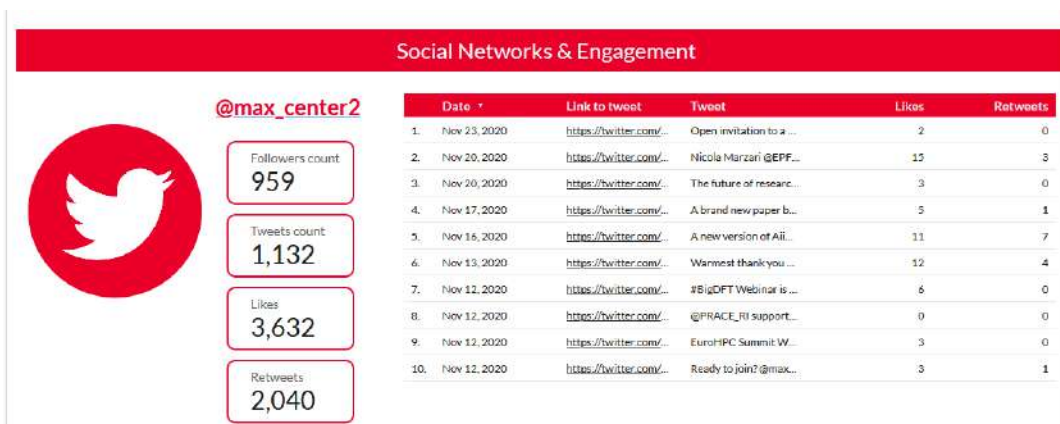 Social Networks & Engagement
@max_center2
Followers count
959
Tweets count
1,132
Likes
3,632
Retweets
2,040
Date Link to tweet Tweet Likes Retweets
1. Nov 23, 2020 https://twitter.com/... Open invitation to a ... 2 0
2. Nov 20, 2020 https://twitter.com/... Nicola Marzari @EPF... 15 3
3. Nov 20, 2020 https://twitter.com/... The future of researc... 3 0
4. Nov 17, 2020 https://twitter.com/... A brand new paper b... 5 1
5. Nov 16, 2020 https://twitter.com/... A new version of Aii... 11 7
6. Nov 13, 2020 https://twitter.com/... Warmest thank you ... 12 4
7. Nov 12, 2020 https://twitter.com/... #BigDFT Webinar is ... 6 0
8. Nov 12, 2020 https://twitter.com/... @PRACE_RI support... 0 0
9. Nov 12, 2020 https://twitter.com/... EuroHPC Summit W... 3 0
10. Nov 12, 2020 https://twitter.com/... Ready to join? @max... 3 1